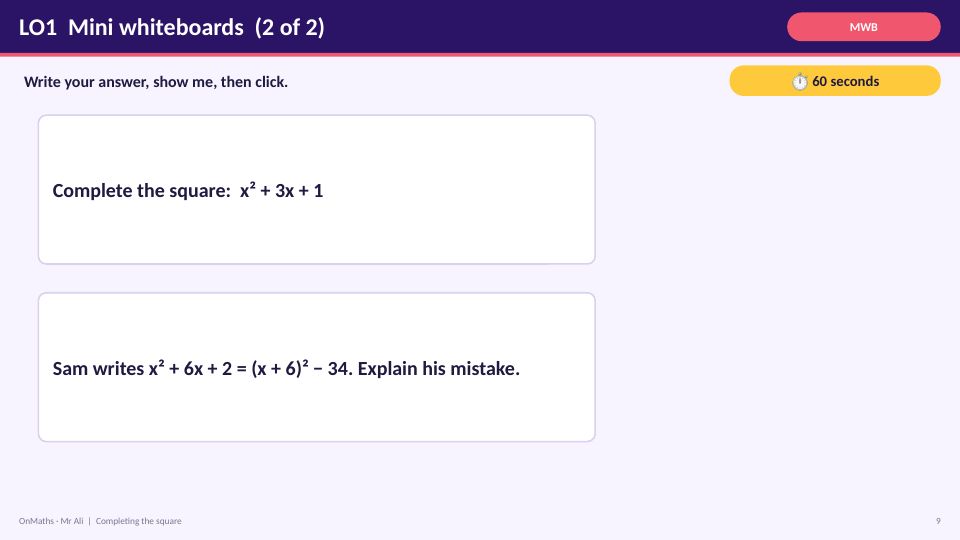 LO1  Mini whiteboards  (2 of 2)
MWB
Write your answer, show me, then click.
⏱ 60 seconds
Complete the square:  x² + 3x + 1
Sam writes x² + 6x + 2 = (x + 6)² − 34. Explain his mistake.
OnMaths · Mr Ali  |  Completing the square
9